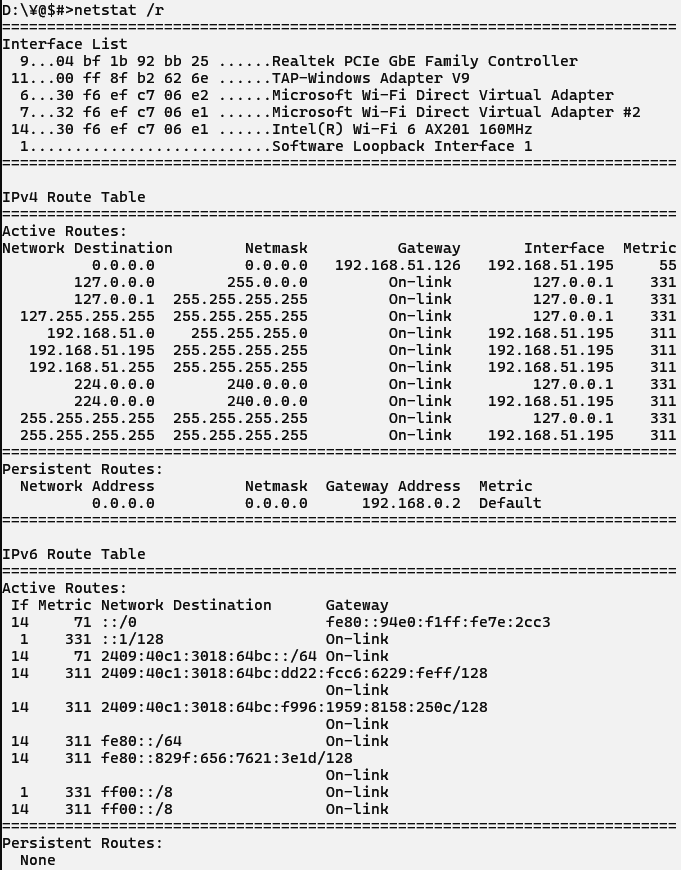 D:\¥@$#>netstat /r
===========================================================================
Interface List
  9...04 bf 1b 92 bb 25 ......Realtek PCIe GbE Family Controller
 11...00 ff 8f b2 62 6e ......TAP-Windows Adapter V9
  6...30 f6 ef c7 06 e2 ......Microsoft Wi-Fi Direct Virtual Adapter
  7...32 f6 ef c7 06 e1 ......Microsoft Wi-Fi Direct Virtual Adapter #2
 14...30 f6 ef c7 06 e1 ......Intel(R) Wi-Fi 6 AX201 160MHz
  1...........................Software Loopback Interface 1
===========================================================================

IPv4 Route Table
===========================================================================
Active Routes:
Network Destination        Netmask          Gateway       Interface  Metric
          0.0.0.0          0.0.0.0   192.168.51.126   192.168.51.195     55
        127.0.0.0        255.0.0.0         On-link         127.0.0.1    331
        127.0.0.1  255.255.255.255         On-link         127.0.0.1    331
  127.255.255.255  255.255.255.255         On-link         127.0.0.1    331
     192.168.51.0    255.255.255.0         On-link    192.168.51.195    311
   192.168.51.195  255.255.255.255         On-link    192.168.51.195    311
   192.168.51.255  255.255.255.255         On-link    192.168.51.195    311
        224.0.0.0        240.0.0.0         On-link         127.0.0.1    331
        224.0.0.0        240.0.0.0         On-link    192.168.51.195    311
  255.255.255.255  255.255.255.255         On-link         127.0.0.1    331
  255.255.255.255  255.255.255.255         On-link    192.168.51.195    311
===========================================================================
Persistent Routes:
  Network Address          Netmask  Gateway Address  Metric
          0.0.0.0          0.0.0.0      192.168.0.2  Default
===========================================================================

IPv6 Route Table
===========================================================================
Active Routes:
 If Metric Network Destination      Gateway
 14     71 ::/0                     fe80::94e0:f1ff:fe7e:2cc3
  1    331 ::1/128                  On-link
 14     71 2409:40c1:3018:64bc::/64 On-link
 14    311 2409:40c1:3018:64bc:dd22:fcc6:6229:feff/128
                                    On-link
 14    311 2409:40c1:3018:64bc:f996:1959:8158:250c/128
                                    On-link
 14    311 fe80::/64                On-link
 14    311 fe80::829f:656:7621:3e1d/128
                                    On-link
  1    331 ff00::/8                 On-link
 14    311 ff00::/8                 On-link
===========================================================================
Persistent Routes:
  None